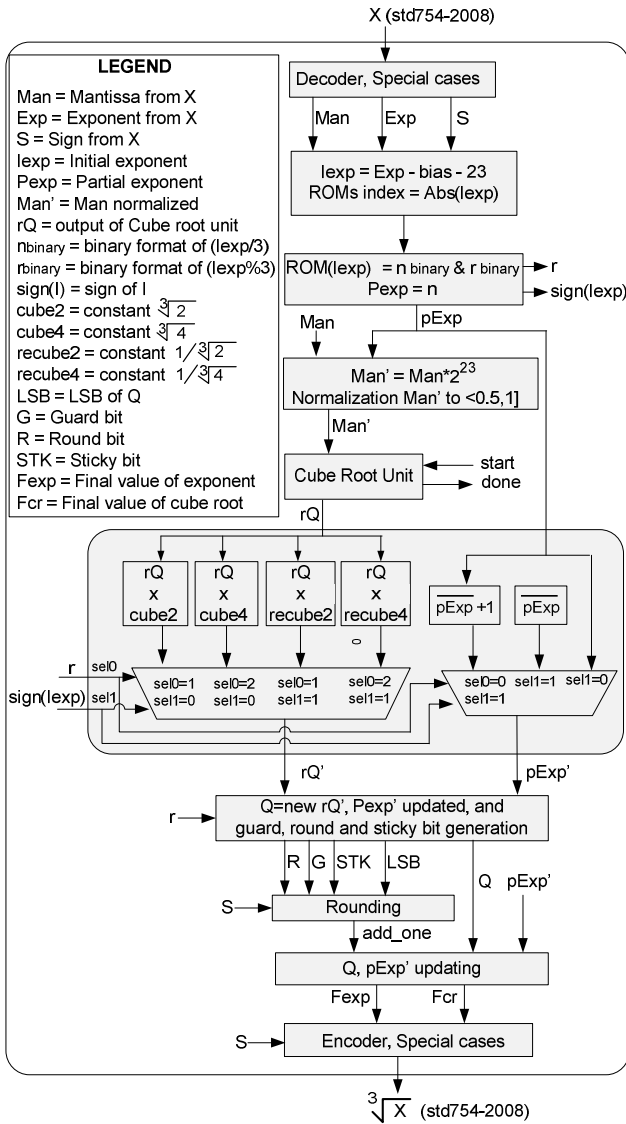 X (std754-2008)
LEGEND
Man = Mantissa from X
Exp = Exponent from X
S = Sign from X
Iexp = Initial exponent
Pexp = Partial exponent
Man' = Man normalized
rQ = output of Cube root unit
nbinary = binary format of (Iexp/3)
rbinary = binary format of (Iexp%3)
sign(I) = sign of I
cube2 = constant ∛2
cube4 = constant ∛4
recube2 = constant 1/∛2
recube4 = constant 1/∛4
LSB = LSB of Q
G = Guard bit
R = Round bit
STK = Sticky bit
Fexp = Final value of exponent
Fcr = Final value of cube root
Decoder, Special cases
Man Exp S
Iexp = Exp - bias - 23
ROMs index = Abs(Iexp)
ROM(Iexp) = n binary & r binary
Pexp = n
r
sign(Iexp)
Man
pExp
Man' = Man*2²³
Normalization Man' to <0.5,1]
Man'
Cube Root Unit
start
done
rQ
rQ x cube2
rQ x cube4
rQ x recube2
rQ x recube4
p̅E̅x̅p̅ +1
p̅E̅x̅p̅
r sel0
sign(Iexp) sel1
sel0=1 sel1=0
sel0=2 sel1=0
sel0=1 sel1=1
sel0=2 sel1=1
sel0=0 sel1=1
sel1=1
sel1=0
rQ'
pExp'
r
Q=new rQ', Pexp' updated, and
guard, round and sticky bit generation
R G STK LSB Q pExp'
S
Rounding
add_one
Q, pExp' updating
Fexp Fcr
S
Encoder, Special cases
∛X (std754-2008)